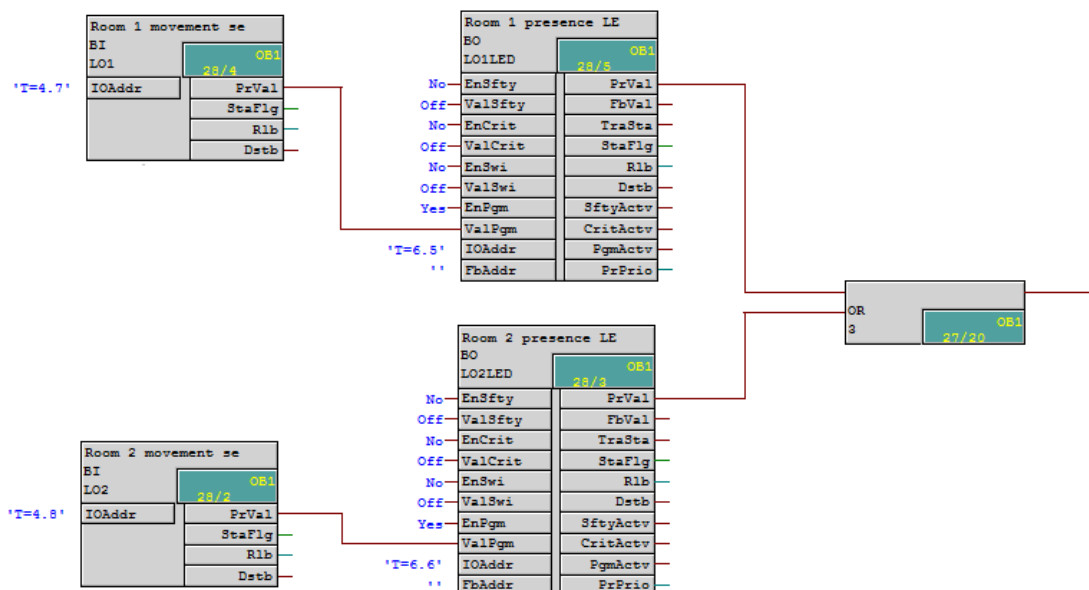 Room 1 movement se
BI
LO1
OB1
28/4
'T=4.7' IOAddr PrVal
StaFlg
Rlb
Dstb
Room 1 presence LE
BO
LO1LED
OB1
28/5
No EnSfty PrVal
Off ValSfty FbVal
No EnCrit TraSta
Off ValCrit StaFlg
No EnSwi Rlb
Off ValSwi Dstb
Yes EnPgm SftyActv
ValPgm CritActv
'T=6.5' IOAddr PgmActv
'' FbAddr PrPrio
OR
3
OB1
27/20
Room 2 presence LE
BO
LO2LED
OB1
28/3
No EnSfty PrVal
Off ValSfty FbVal
No EnCrit TraSta
Off ValCrit StaFlg
No EnSwi Rlb
Off ValSwi Dstb
Yes EnPgm SftyActv
ValPgm CritActv
'T=6.6' IOAddr PgmActv
'' FbAddr PrPrio
Room 2 movement se
BI
LO2
OB1
28/2
'T=4.8' IOAddr PrVal
StaFlg
Rlb
Dstb